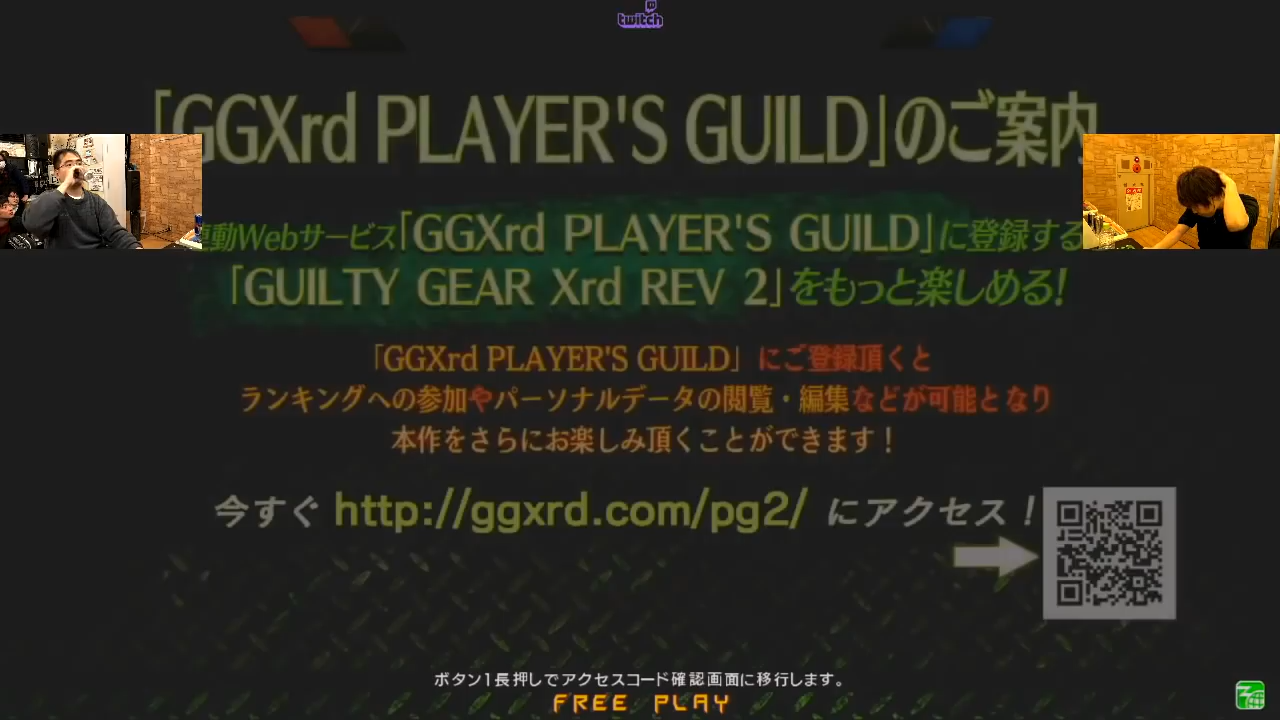 twitch
「GGXrd PLAYER'S GUILD」のご案内
動Webサービス「GGXrd PLAYER'S GUILD」に登録する
「GUILTY GEAR Xrd REV 2」をもっと楽しめる!
「GGXrd PLAYER'S GUILD」にご登録頂くと
ランキングへの参加やパーソナルデータの閲覧・編集などが可能となり
本作をさらにお楽しみ頂くことができます!
今すぐ http://ggxrd.com/pg2/ にアクセス!
ボタン1長押しでアクセスコード確認画面に移行します。
FREE PLAY